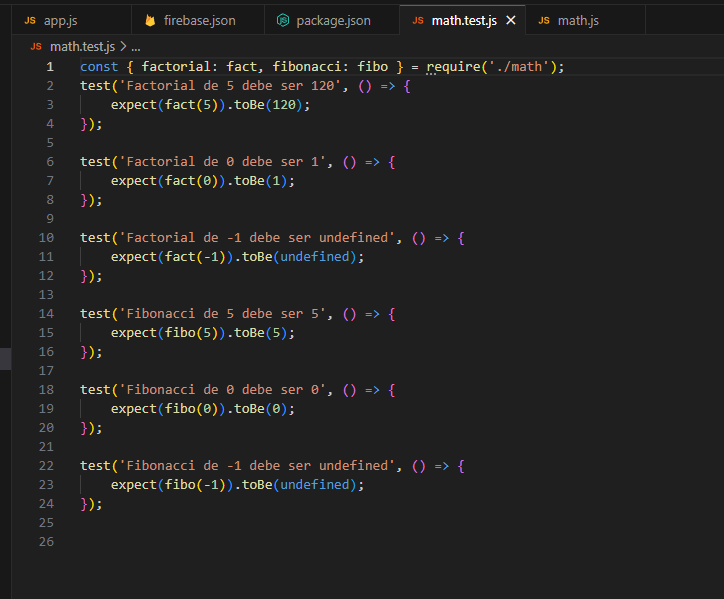 JS app.js firebase.json package.json JS math.test.js JS math.js
JS math.test.js > ...
1 const { factorial: fact, fibonacci: fibo } = require('./math');
2 test('Factorial de 5 debe ser 120', () => {
3 expect(fact(5)).toBe(120);
4 });
5
6 test('Factorial de 0 debe ser 1', () => {
7 expect(fact(0)).toBe(1);
8 });
9
10 test('Factorial de -1 debe ser undefined', () => {
11 expect(fact(-1)).toBe(undefined);
12 });
13
14 test('Fibonacci de 5 debe ser 5', () => {
15 expect(fibo(5)).toBe(5);
16 });
17
18 test('Fibonacci de 0 debe ser 0', () => {
19 expect(fibo(0)).toBe(0);
20 });
21
22 test('Fibonacci de -1 debe ser undefined', () => {
23 expect(fibo(-1)).toBe(undefined);
24 });
25
26